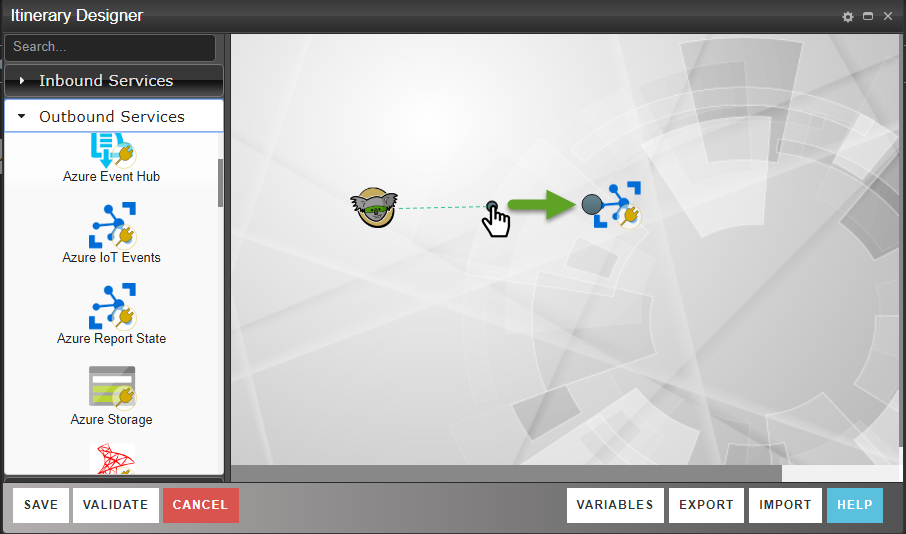 Itinerary Designer
Search...
Inbound Services
Outbound Services
Azure Event Hub
Azure IoT Events
Azure Report State
Azure Storage
SAVE VALIDATE CANCEL VARIABLES EXPORT IMPORT HELP